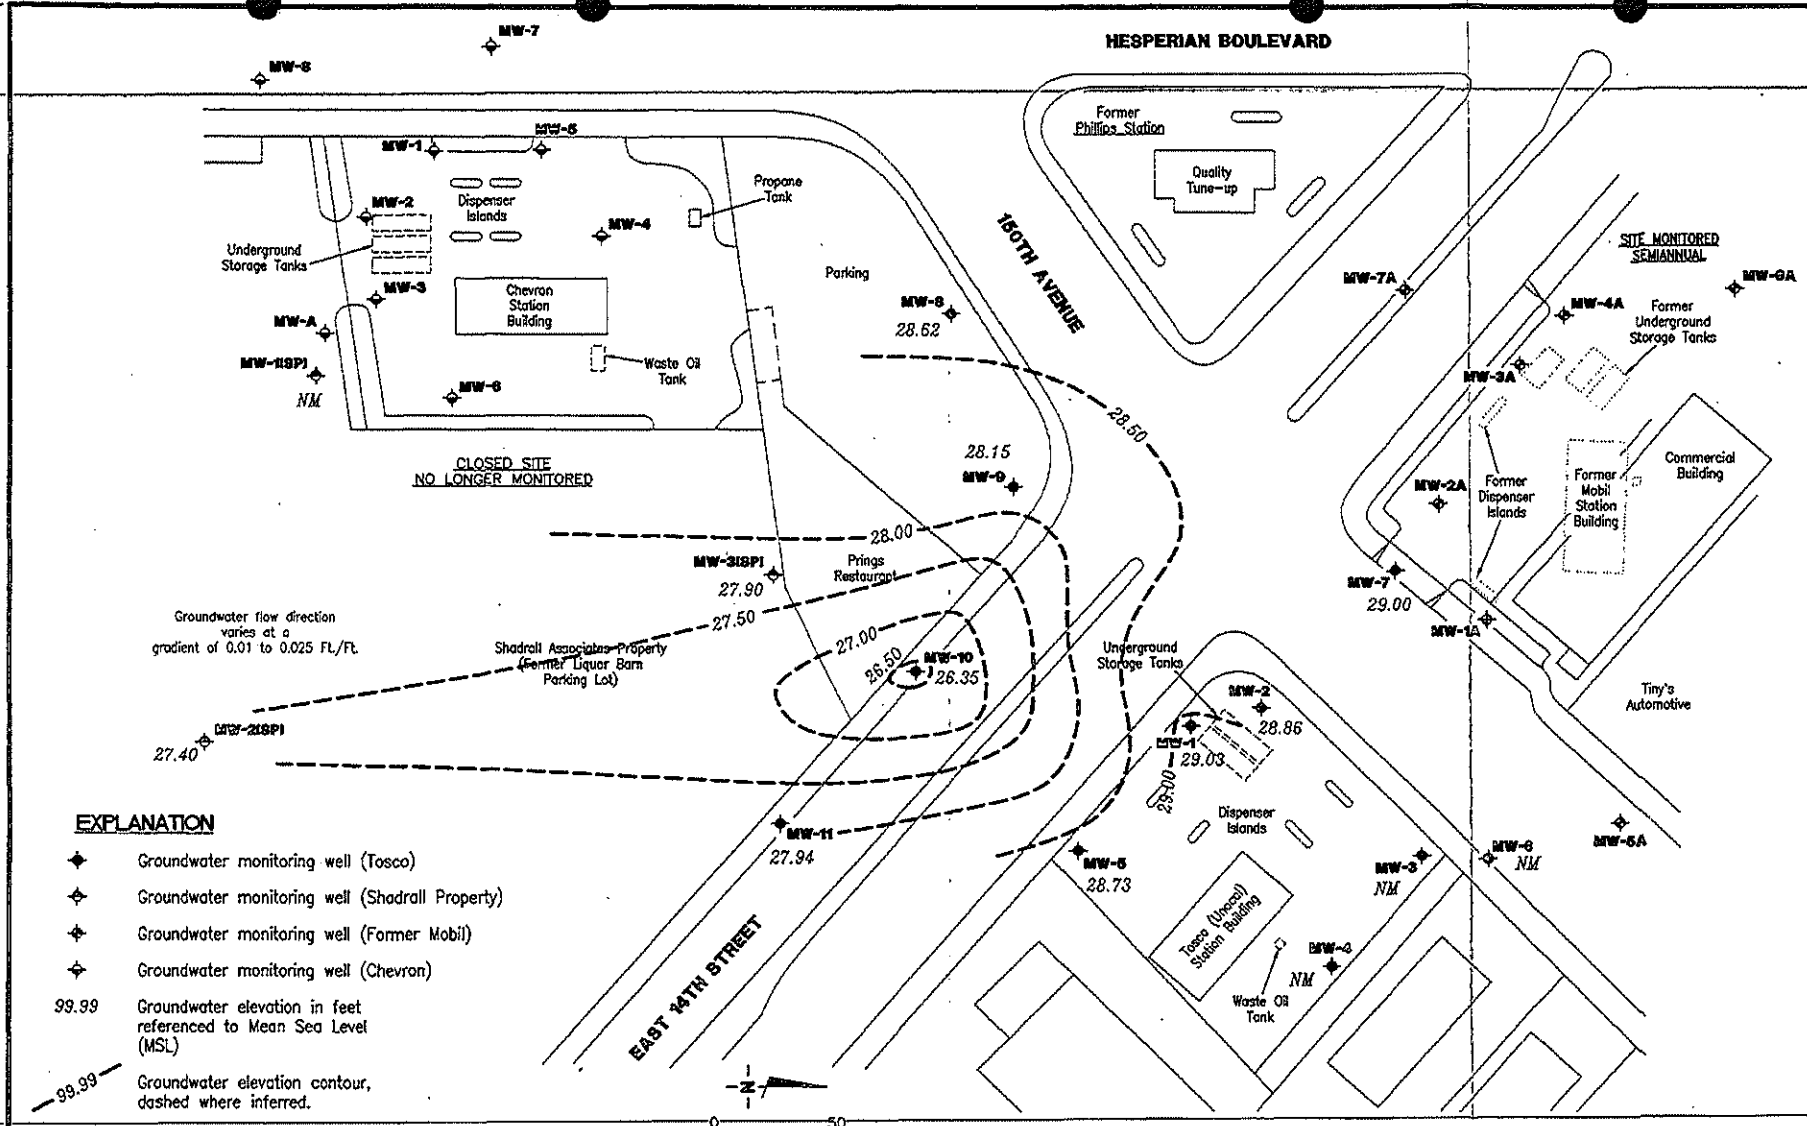 HESPERIAN BOULEVARD
MW-7
MW-8
MW-1
MW-5
MW-2
Dispenser
Islands
MW-4
Propane
Tank
Underground
Storage Tanks
MW-3
Chevron
Station
Building
MW-A
MW-1(SP)
NM
MW-6
Waste Oil
Tank
CLOSED SITE
NO LONGER MONITORED
Parking
MW-8
28.62
150TH AVENUE
Former
Phillips Station
Quality
Tune-up
MW-7A
SITE MONITORED
SEMIANNUAL
MW-6A
MW-4A
Former
Underground
Storage Tanks
MW-3A
Commercial
Building
MW-2A
Former
Dispenser
Islands
Former
Mobil
Station
Building
28.50
28.15
MW-9
28.00
MW-3(SP)
27.90
Prings
Restaurant
27.50
27.00
26.50
MW-10
26.35
MW-7
29.00
MW-1A
Groundwater flow direction
varies at a
gradient of 0.01 to 0.025 Ft./Ft.
Shadrall Associates Property
(Former Liquor Barn
Parking Lot)
MW-2(SP)
27.40
Underground
Storage Tanks
MW-2
28.86
MW-1
29.03
29.00
Tiny's
Automotive
Dispenser
Islands
MW-11
27.94
MW-5
28.73
MW-3
NM
MW-6
NM
MW-5A
Tosco (Unocal)
Station Building
MW-4
NM
Waste Oil
Tank
EAST 14TH STREET
EXPLANATION
Groundwater monitoring well (Tosco)
Groundwater monitoring well (Shadrall Property)
Groundwater monitoring well (Former Mobil)
Groundwater monitoring well (Chevron)
99.99 Groundwater elevation in feet
referenced to Mean Sea Level
(MSL)
99.99 Groundwater elevation contour,
dashed where inferred.
N
0 50